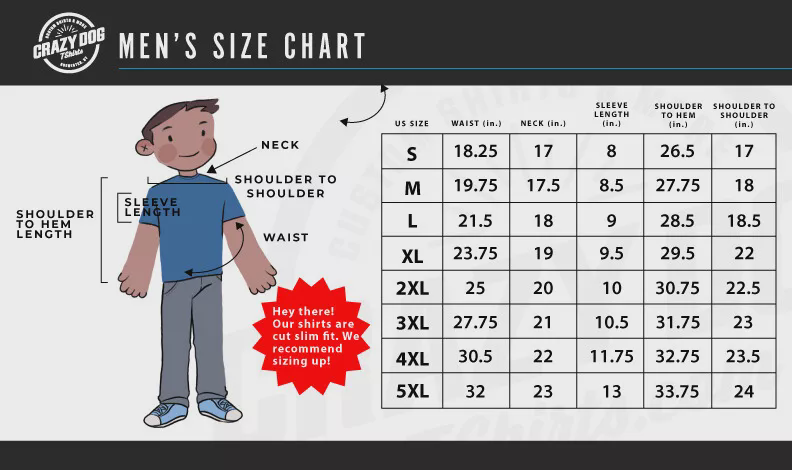 CUSTOM SHIRTS & MORE
CRAZY DOG
TShirts
ROCHESTER, NY
MEN'S SIZE CHART
NECK
SHOULDER TO
SHOULDER
SLEEVE
LENGTH
SHOULDER
TO HEM
LENGTH
WAIST
Hey there!
Our shirts are
cut slim fit. We
recommend
sizing up!
US SIZE WAIST (in.) NECK (in.) SLEEVE LENGTH (in.) SHOULDER TO HEM (in.) SHOULDER TO SHOULDER (in.)
S 18.25 17 8 26.5 17
M 19.75 17.5 8.5 27.75 18
L 21.5 18 9 28.5 18.5
XL 23.75 19 9.5 29.5 22
2XL 25 20 10 30.75 22.5
3XL 27.75 21 10.5 31.75 23
4XL 30.5 22 11.75 32.75 23.5
5XL 32 23 13 33.75 24